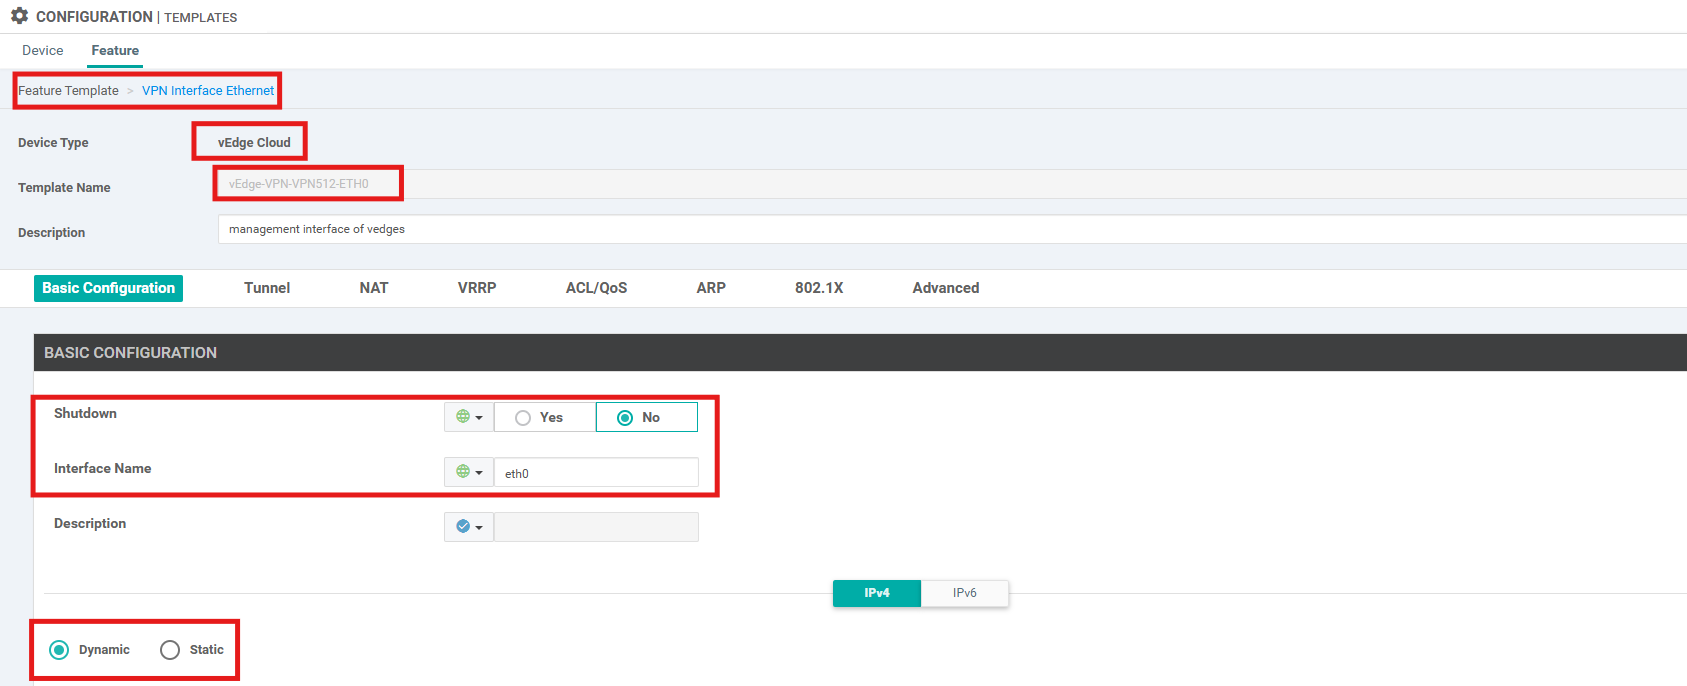 CONFIGURATION | TEMPLATES
Device Feature
Feature Template > VPN Interface Ethernet
Device Type vEdge Cloud
Template Name vEdge-VPN-VPN512-ETH0
Description management interface of vedges
Basic Configuration Tunnel NAT VRRP ACL/QoS ARP 802.1X Advanced
BASIC CONFIGURATION
Shutdown Yes No
Interface Name eth0
Description
IPv4 IPv6
Dynamic Static